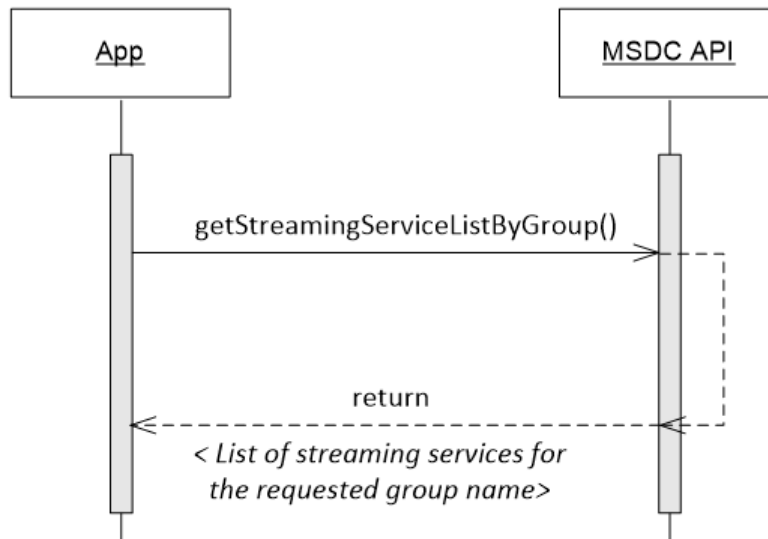 App
MSDC API
getStreamingServiceListByGroup()
return
< List of streaming services for
the requested group name>